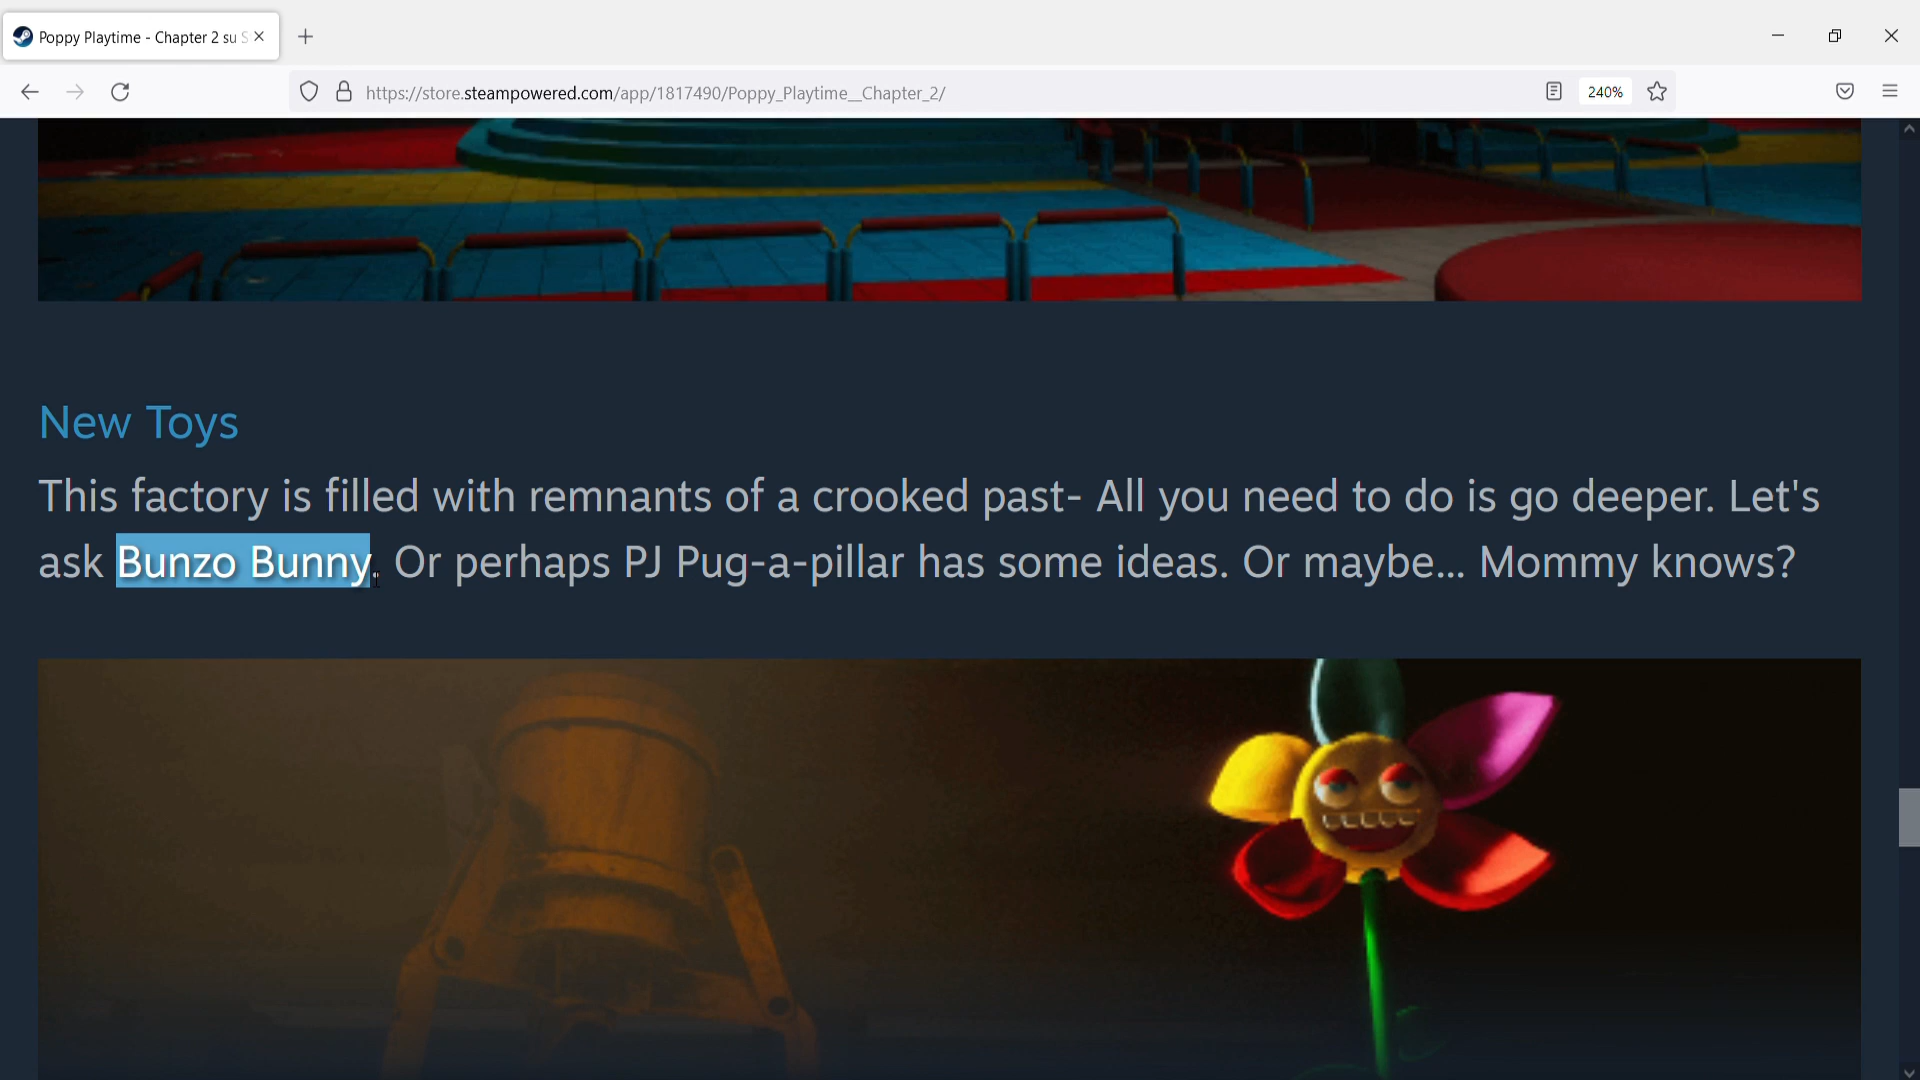 Poppy Playtime - Chapter 2 su S
https://store.steampowered.com/app/1817490/Poppy_Playtime__Chapter_2/
240%
New Toys
This factory is filled with remnants of a crooked past- All you need to do is go deeper. Let's
ask Bunzo Bunny. Or perhaps PJ Pug-a-pillar has some ideas. Or maybe... Mommy knows?